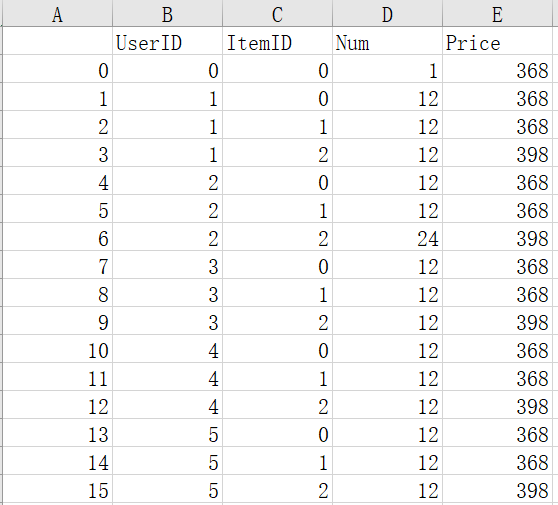 A B C D E
UserID ItemID Num Price
0 0 0 1 368
1 1 0 12 368
2 1 1 12 368
3 1 2 12 398
4 2 0 12 368
5 2 1 12 368
6 2 2 24 398
7 3 0 12 368
8 3 1 12 368
9 3 2 12 398
10 4 0 12 368
11 4 1 12 368
12 4 2 12 398
13 5 0 12 368
14 5 1 12 368
15 5 2 12 398